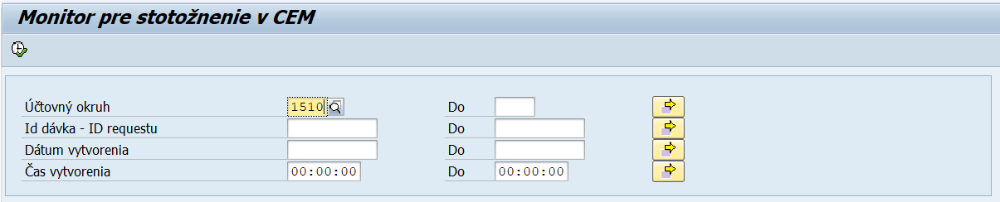 Monitor pre stotožnenie v CEM
Účtovný okruh 1510 Do
Id dávka - ID requestu Do
Dátum vytvorenia Do
Čas vytvorenia 00:00:00 Do 00:00:00